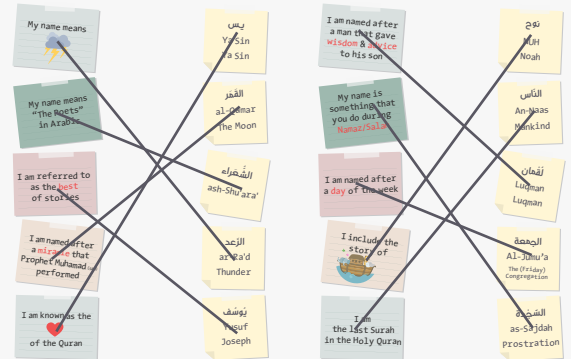 My name means
يس
Ya Sin
Ya Sin
My name means
"The Poets"
in Arabic
القمر
al-Qamar
The Moon
I am referred to
as the best
of stories
الشعراء
ash-Shu'ara'
I am named after
a miracle that
Prophet Muhamad
performed
الرعد
ar-Ra'd
Thunder
I am known as the
of the Quran
يوسف
Yusuf
Joseph
I am named after
a man that gave
wisdom & advice
to his son
نوح
NUH
Noah
My name is
something that
you do during
Namaz/Salah
الناس
An-Naas
Mankind
I am named after
a day of the week
لقمان
Luqman
Luqman
I include the
story of
الجمعة
Al-Jumu'a
The (Friday)
Congregation
I am
the last Surah
in the Holy Quran
السجدة
as-Sajdah
Prostration